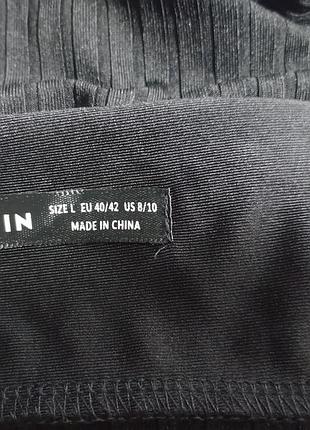 IN
SIZE L EU 40/42 US 8/10
MADE IN CHINA